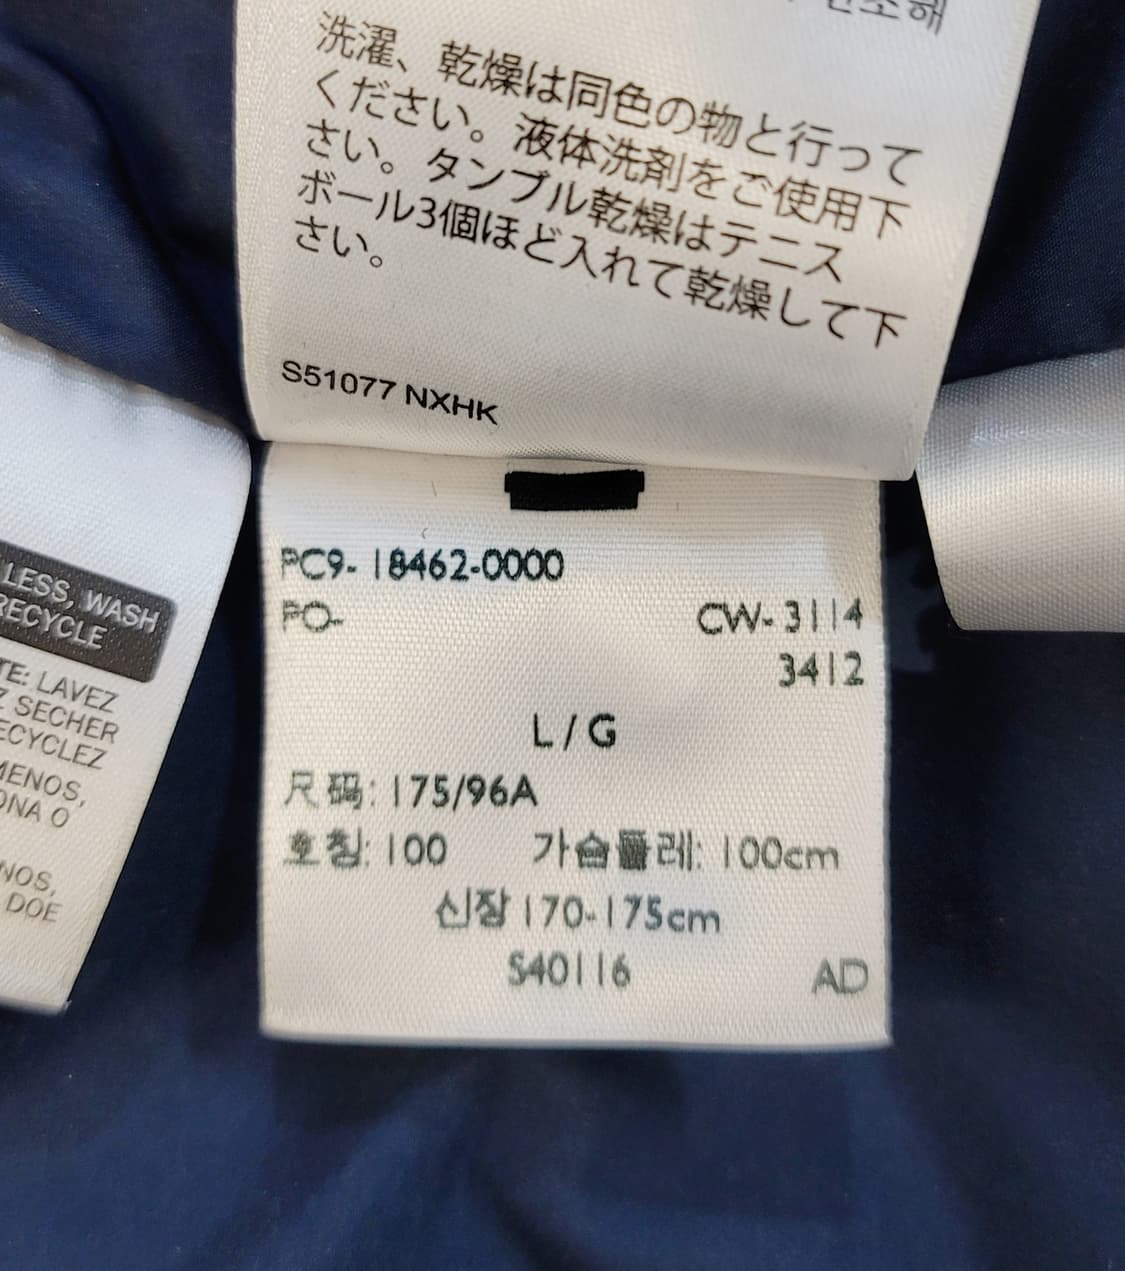 洗濯、乾燥は同色の物と行って
ください。液体洗剤をご使用下
さい。タンブル乾燥はテニス
ボール3個ほど入れて乾燥して下
さい。
S51077 NXHK
PC9-18462-0000
PO-
CW-3114
3412
L/G
尺码: 175/96A
호칭: 100 가슴둘레: 100cm
신장 170-175cm
S40116 AD
LESS, WASH
RECYCLE
TE: LAVEZ
Z SECHER
ECYCLEZ
MENOS,
ONA O
NOS,
DOE